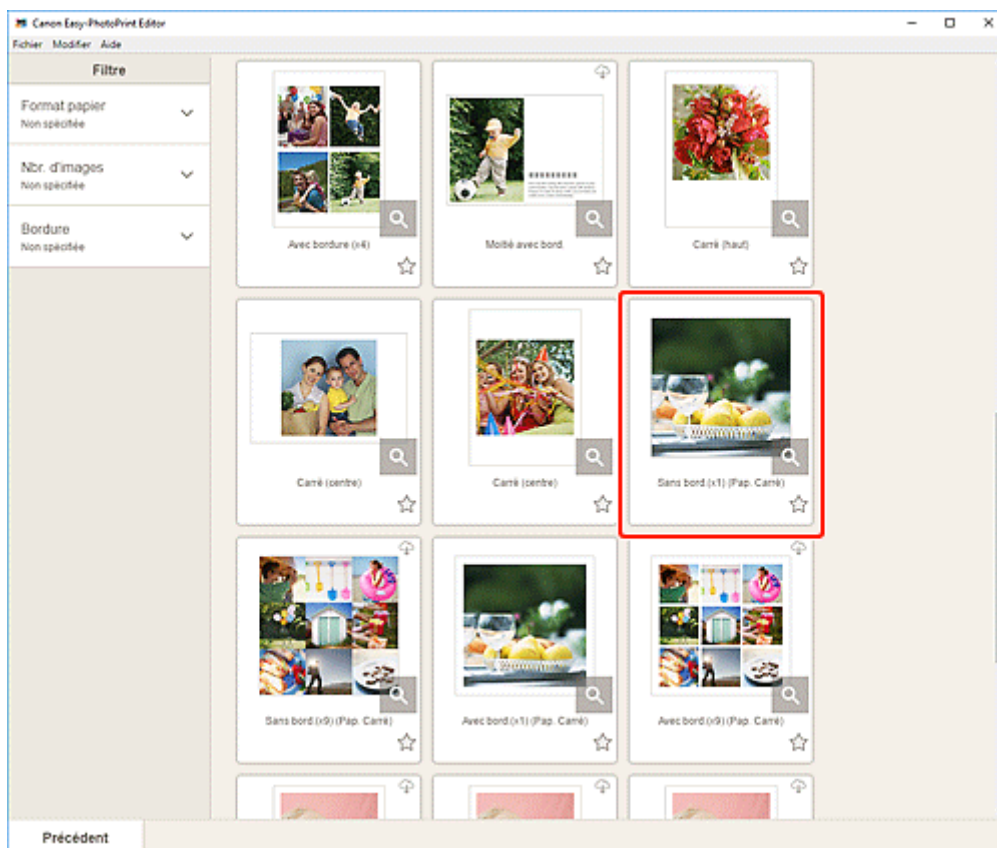 Canon Easy-PhotoPrint Editor
Fichier Modifier Aide
Filtre
Format papier
Non spécifiée
Nbr. d'images
Non spécifiée
Bordure
Non spécifiée
Avec bordure (x4)
Moitié avec bord.
Carré (haut)
Carré (centre)
Carré (centre)
Sans bord.(x1) (Pap. Carré)
Sans bord.(x9) (Pap. Carré)
Avec bord.(x1) (Pap. Carré)
Avec bord.(x9) (Pap. Carré)
Précédent